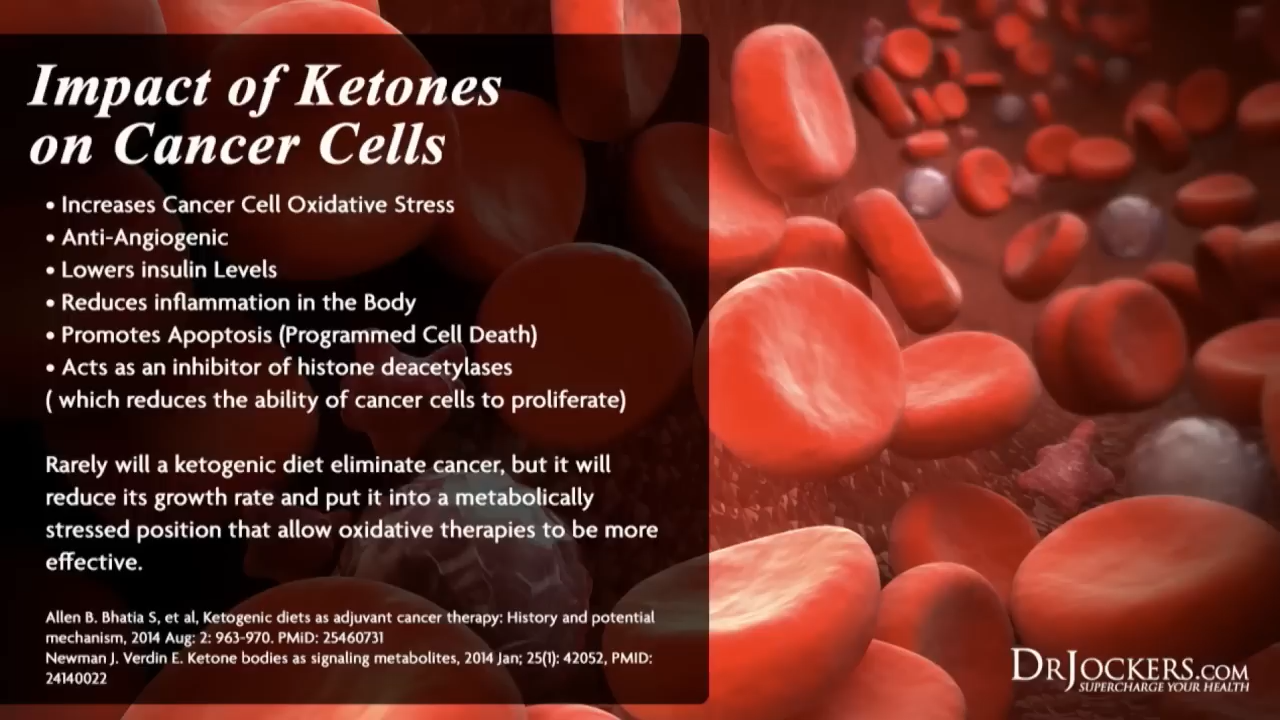 Impact of Ketones
on Cancer Cells
• Increases Cancer Cell Oxidative Stress
• Anti-Angiogenic
• Lowers insulin Levels
• Reduces inflammation in the Body
• Promotes Apoptosis (Programmed Cell Death)
• Acts as an inhibitor of histone deacetylases
( which reduces the ability of cancer cells to proliferate)
Rarely will a ketogenic diet eliminate cancer, but it will
reduce its growth rate and put it into a metabolically
stressed position that allow oxidative therapies to be more
effective.
Allen B. Bhatia S, et al, Ketogenic diets as adjuvant cancer therapy: History and potential
mechanism, 2014 Aug: 2: 963-970. PMiD: 25460731
Newman J. Verdin E. Ketone bodies as signaling metabolites, 2014 Jan; 25(1): 42052, PMID:
24140022
DRJOCKERS.COM
SUPERCHARGE YOUR HEALTH